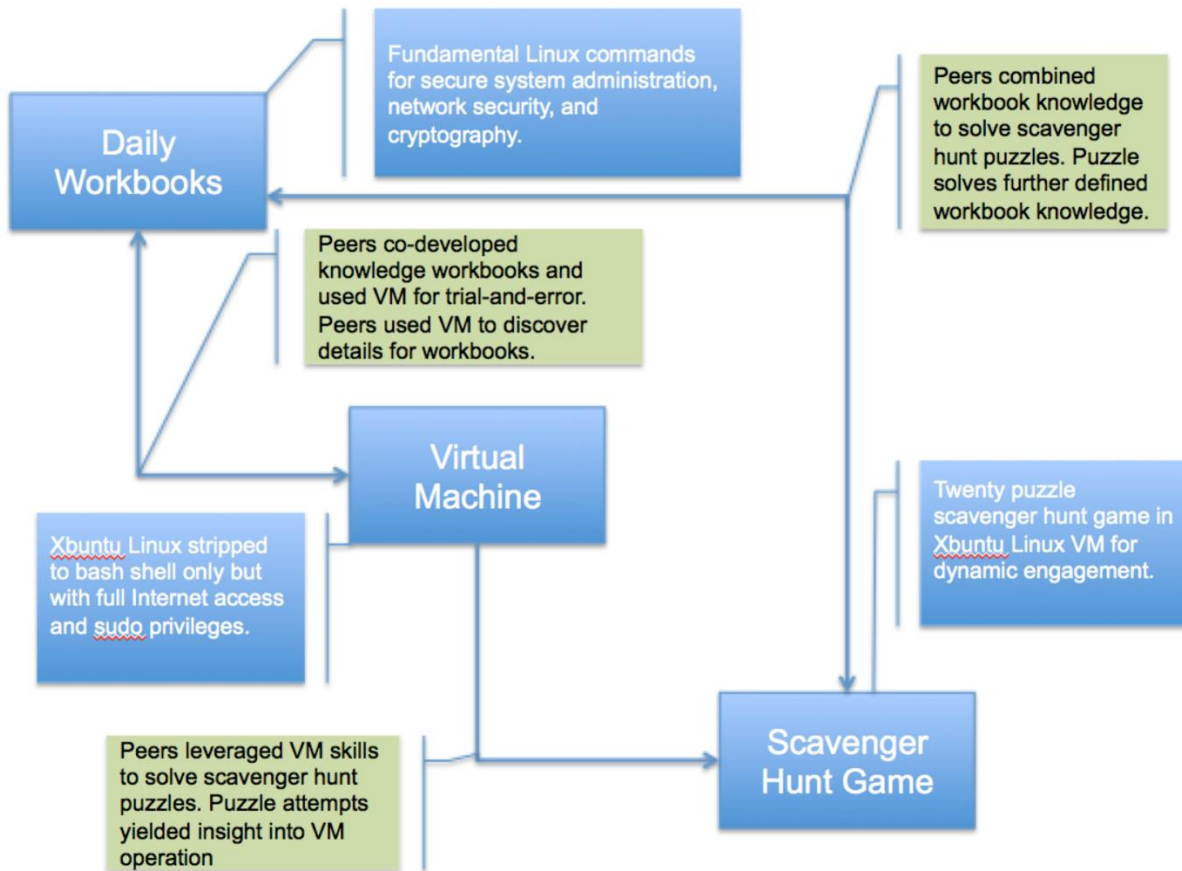 Fundamental Linux commands
for secure system administration,
network security, and
cryptography.
Peers combined
workbook knowledge
to solve scavenger
hunt puzzles. Puzzle
solves further defined
workbook knowledge.
Daily
Workbooks
Peers co-developed
knowledge workbooks and
used VM for trial-and-error.
Peers used VM to discover
details for workbooks.
Virtual
Machine
Twenty puzzle
scavenger hunt game in
Xbuntu Linux VM for
dynamic engagement.
Xbuntu Linux stripped
to bash shell only but
with full Internet access
and sudo privileges.
Scavenger
Hunt Game
Peers leveraged VM skills
to solve scavenger hunt
puzzles. Puzzle attempts
yielded insight into VM
operation